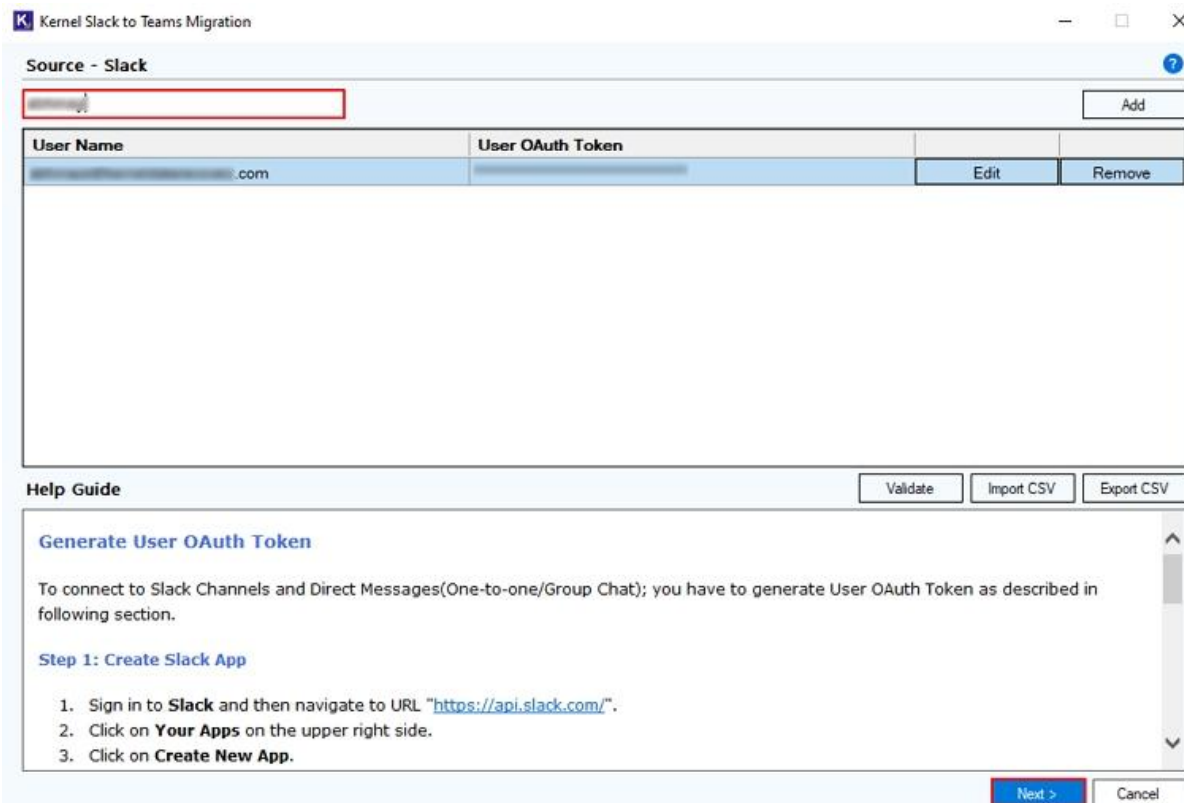 Kernel Slack to Teams Migration
Source - Slack
Add
User Name User OAuth Token
.com Edit Remove
Help Guide Validate Import CSV Export CSV
Generate User OAuth Token
To connect to Slack Channels and Direct Messages(One-to-one/Group Chat); you have to generate User OAuth Token as described in
following section.
Step 1: Create Slack App
1. Sign in to Slack and then navigate to URL "https://api.slack.com/".
2. Click on Your Apps on the upper right side.
3. Click on Create New App.
Next > Cancel